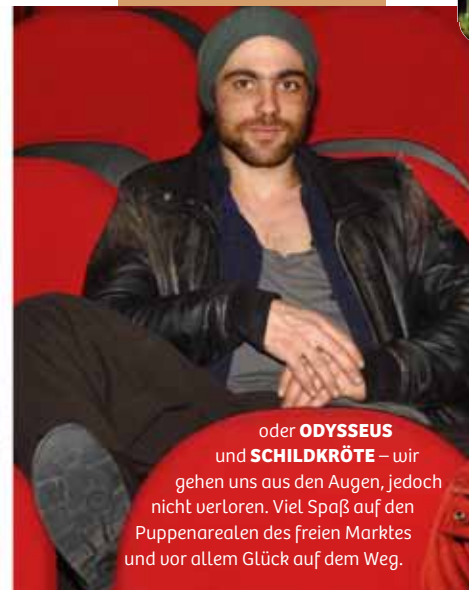 oder ODYSSEUS
und SCHILDKRÖTE – wir
gehen uns aus den Augen, jedoch
nicht verloren. Viel Spaß auf den
Puppenarealen des freien Marktes
und vor allem Glück auf dem Weg.